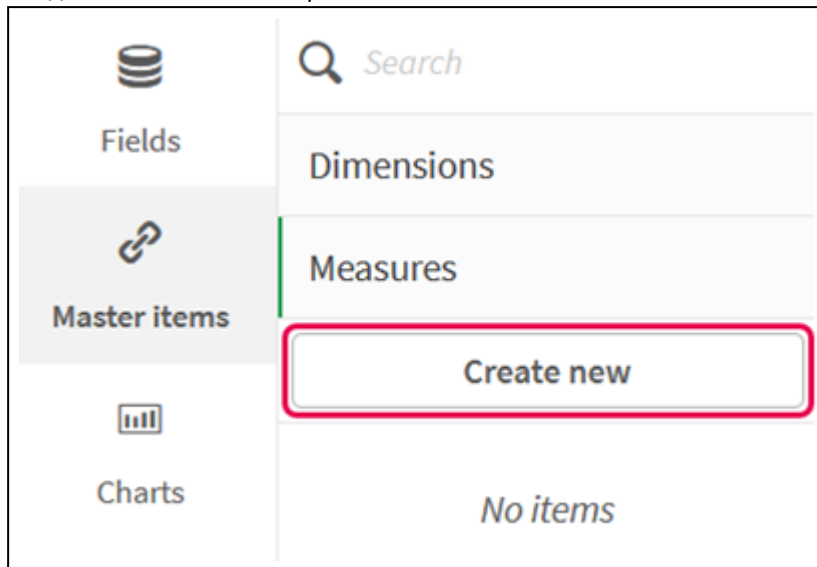 Search
Fields
Dimensions
Measures
Master items
Create new
Charts
No items